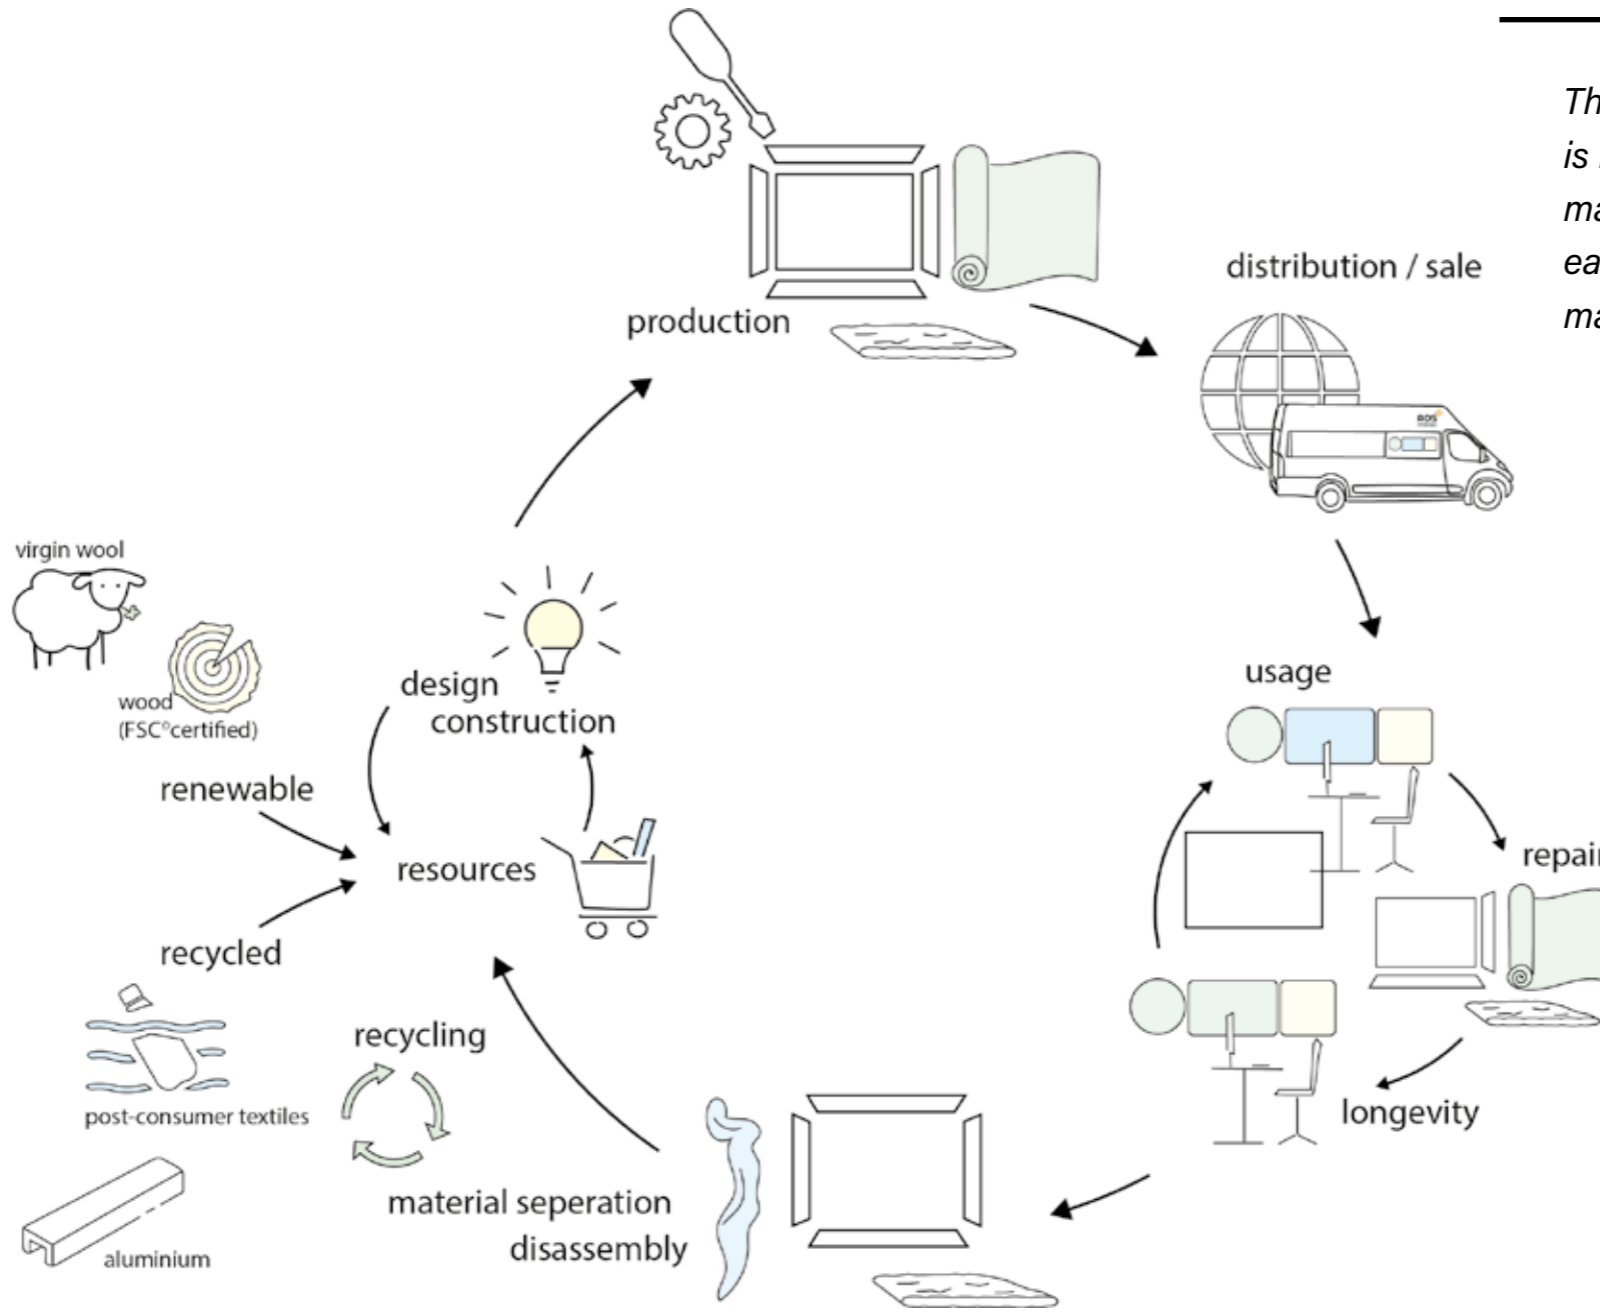 production
distribution / sale
virgin wool
wood
(FSC®certified)
design
construction
renewable
resources
recycled
usage
longevity
recycling
post-consumer textiles
material seperation
disassembly
aluminium
is